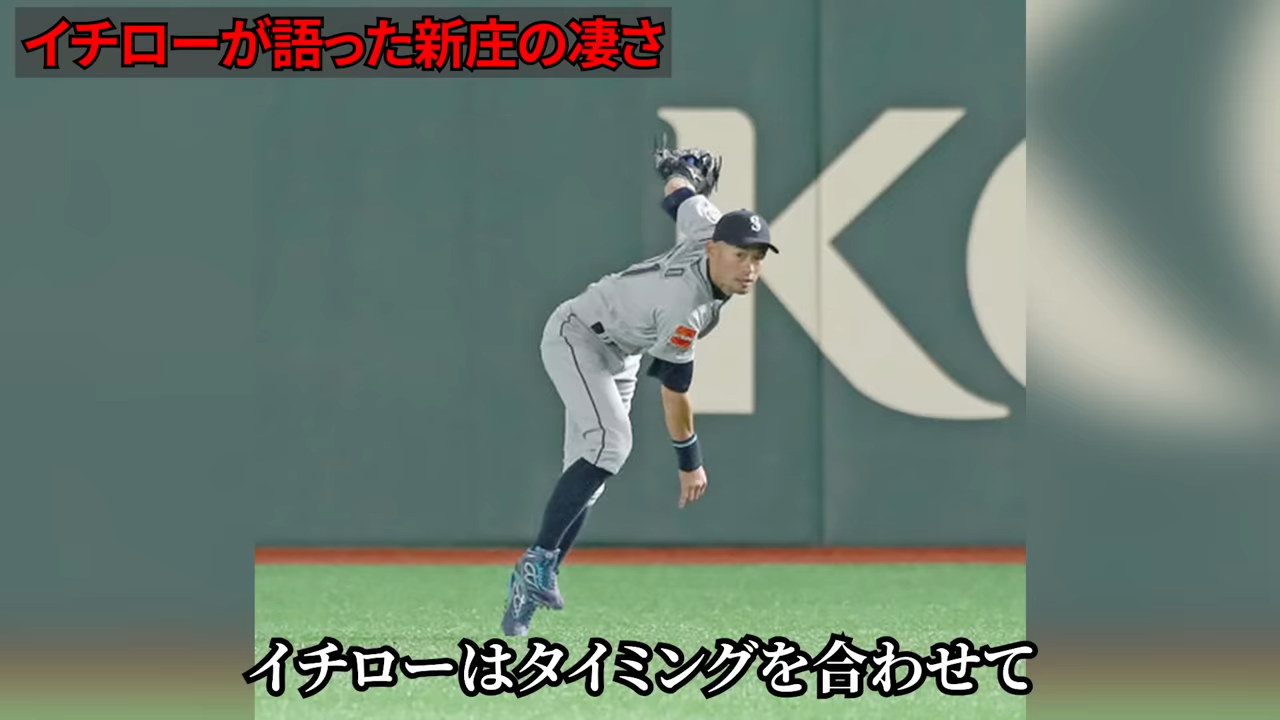 イチローが語った新庄の凄さ
K
S
イチローはタイミングを合わせて